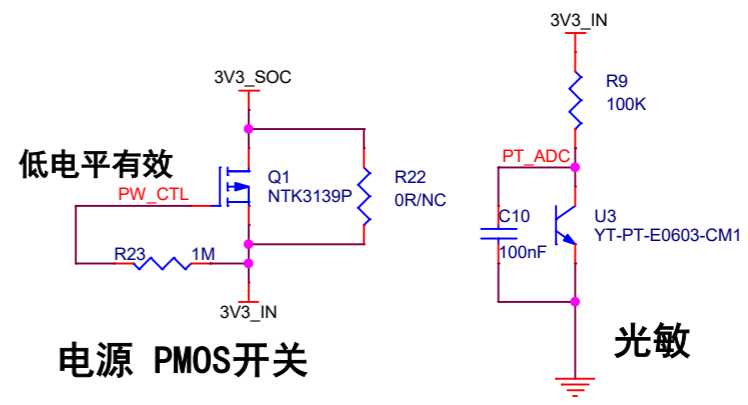 3V3_SOC
低电平有效
PW_CTL
Q1
NTK3139P
R22
0R/NC
R23
1M
3V3_IN
电源 PMOS开关
3V3_IN
R9
100K
PT_ADC
C10
100nF
U3
YT-PT-E0603-CM1
光敏